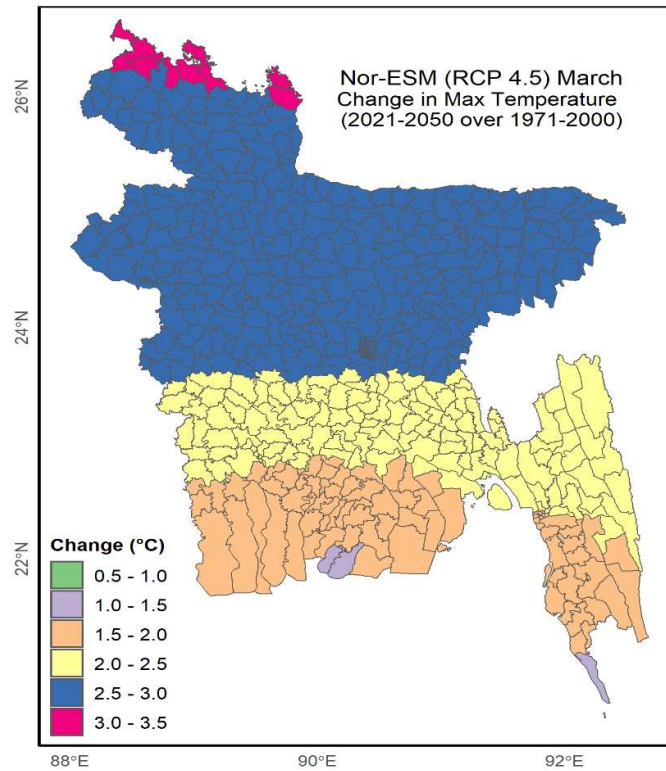 Nor-ESM (RCP 4.5) March
Change in Max Temperature
(2021-2050 over 1971-2000)
26°N
24°N
22°N
Change (°C)
0.5 - 1.0
1.0 - 1.5
1.5 - 2.0
2.0 - 2.5
2.5 - 3.0
3.0 - 3.5
88°E
90°E
92°E